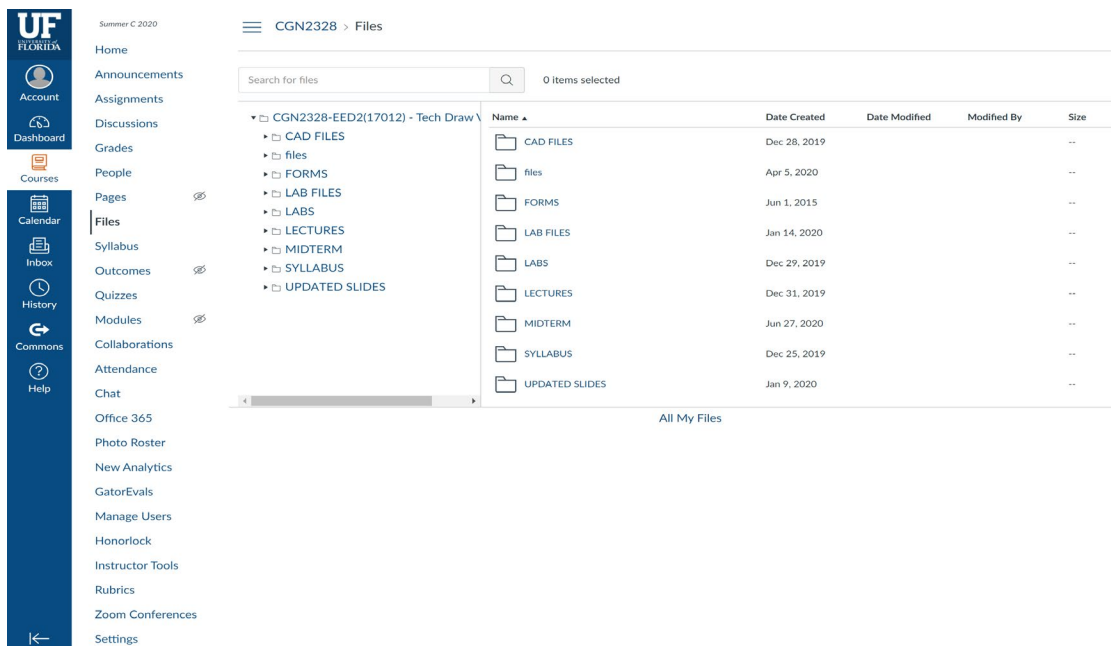 UF
UNIVERSITY of
FLORIDA
Account
Dashboard
Courses
Calendar
Inbox
History
Commons
Help
Summer C 2020
Home
Announcements
Assignments
Discussions
Grades
People
Pages
Files
Syllabus
Outcomes
Quizzes
Modules
Collaborations
Attendance
Chat
Office 365
Photo Roster
New Analytics
GatorEvals
Manage Users
Honorlock
Instructor Tools
Rubrics
Zoom Conferences
Settings
CGN2328 > Files
Search for files
0 items selected
CGN2328-EED2(17012) - Tech Draw
CAD FILES
files
FORMS
LAB FILES
LABS
LECTURES
MIDTERM
SYLLABUS
UPDATED SLIDES
Name Date Created Date Modified Modified By Size
CAD FILES Dec 28, 2019 --
files Apr 5, 2020 --
FORMS Jun 1, 2015 --
LAB FILES Jan 14, 2020 --
LABS Dec 29, 2019 --
LECTURES Dec 31, 2019 --
MIDTERM Jun 27, 2020 --
SYLLABUS Dec 25, 2019 --
UPDATED SLIDES Jan 9, 2020 --
All My Files